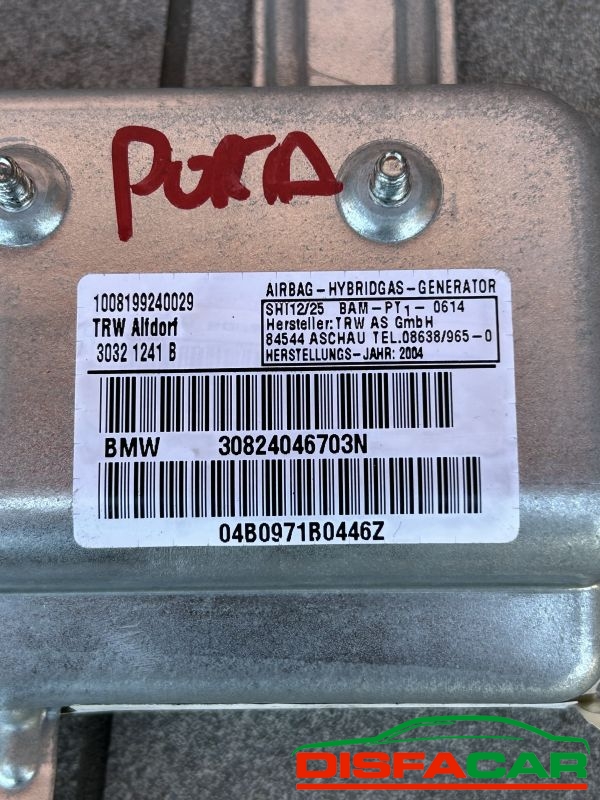 PURA
1008199240029
TRW Alfdorf
3032 1241 B
AIRBAG-HYBRIDGAS-GENERATOR
SHI12/25 BAM-PT1-0614
Hersteller:TRW AS GmbH
84544 ASCHAU TEL.08638/965-0
HERSTELLUNGS-JAHR: 2004
BMW 30824046703N
04B0971B0446Z
DISFACAR